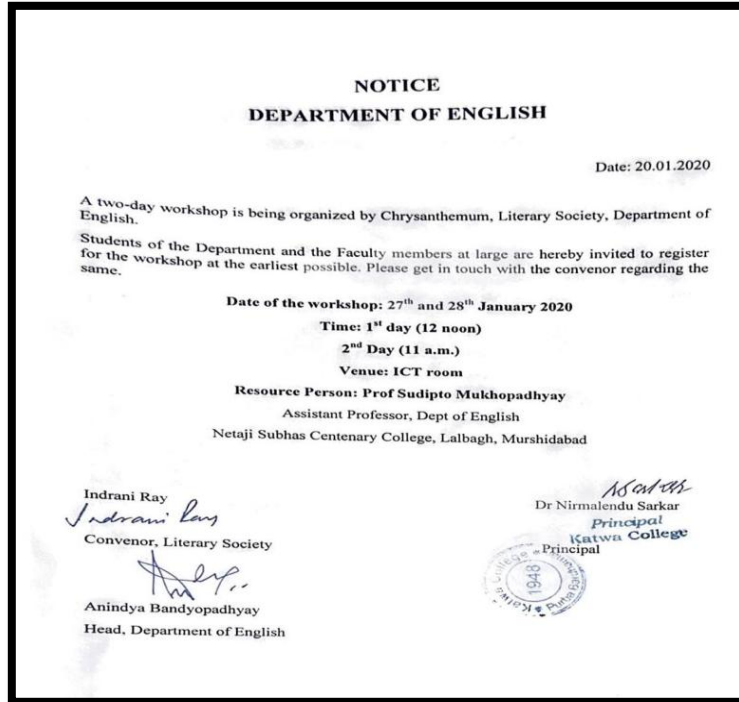 NOTICE
DEPARTMENT OF ENGLISH
Date: 20.01.2020
A two-day workshop is being organized by Chrysanthemum, Literary Society, Department of
English.
Students of the Department and the Faculty members at large are hereby invited to register
for the workshop at the earliest possible. Please get in touch with the convenor regarding the
same.
Date of the workshop: 27th and 28th January 2020
Time: 1st day (12 noon)
2nd Day (11 a.m.)
Venue: ICT room
Resource Person: Prof Sudipto Mukhopadhyay
Assistant Professor, Dept of English
Netaji Subhas Centenary College, Lalbagh, Murshidabad
Indrani Ray
Indrani Ray
Convenor, Literary Society
Anindya Bandyopadhyay
Head, Department of English
Dr Nirmalendu Sarkar
Principal
Katwa College
Principal
Katwa College
Purba
1948